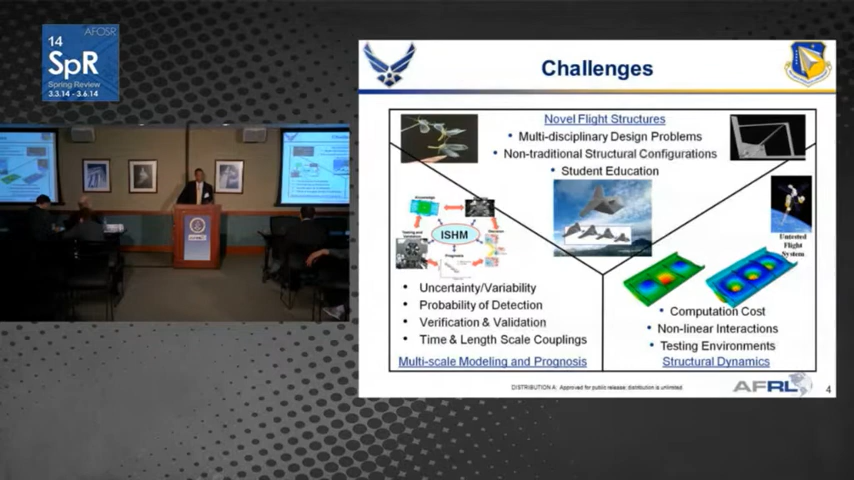 AFOSR
14
SpR
Spring Review
3.3.14 - 3.6.14
Challenges
Novel Flight Structures
• Multi-disciplinary Design Problems
• Non-traditional Structural Configurations
• Student Education
ISHM
Prognosis
Untested
Flight
System
• Uncertainty/Variability
• Probability of Detection
• Verification & Validation
• Time & Length Scale Couplings
Multi-scale Modeling and Prognosis
• Computation Cost
• Non-linear Interactions
• Testing Environments
Structural Dynamics
DISTRIBUTION A: Approved for public release; distribution is unlimited.
AFRL
4